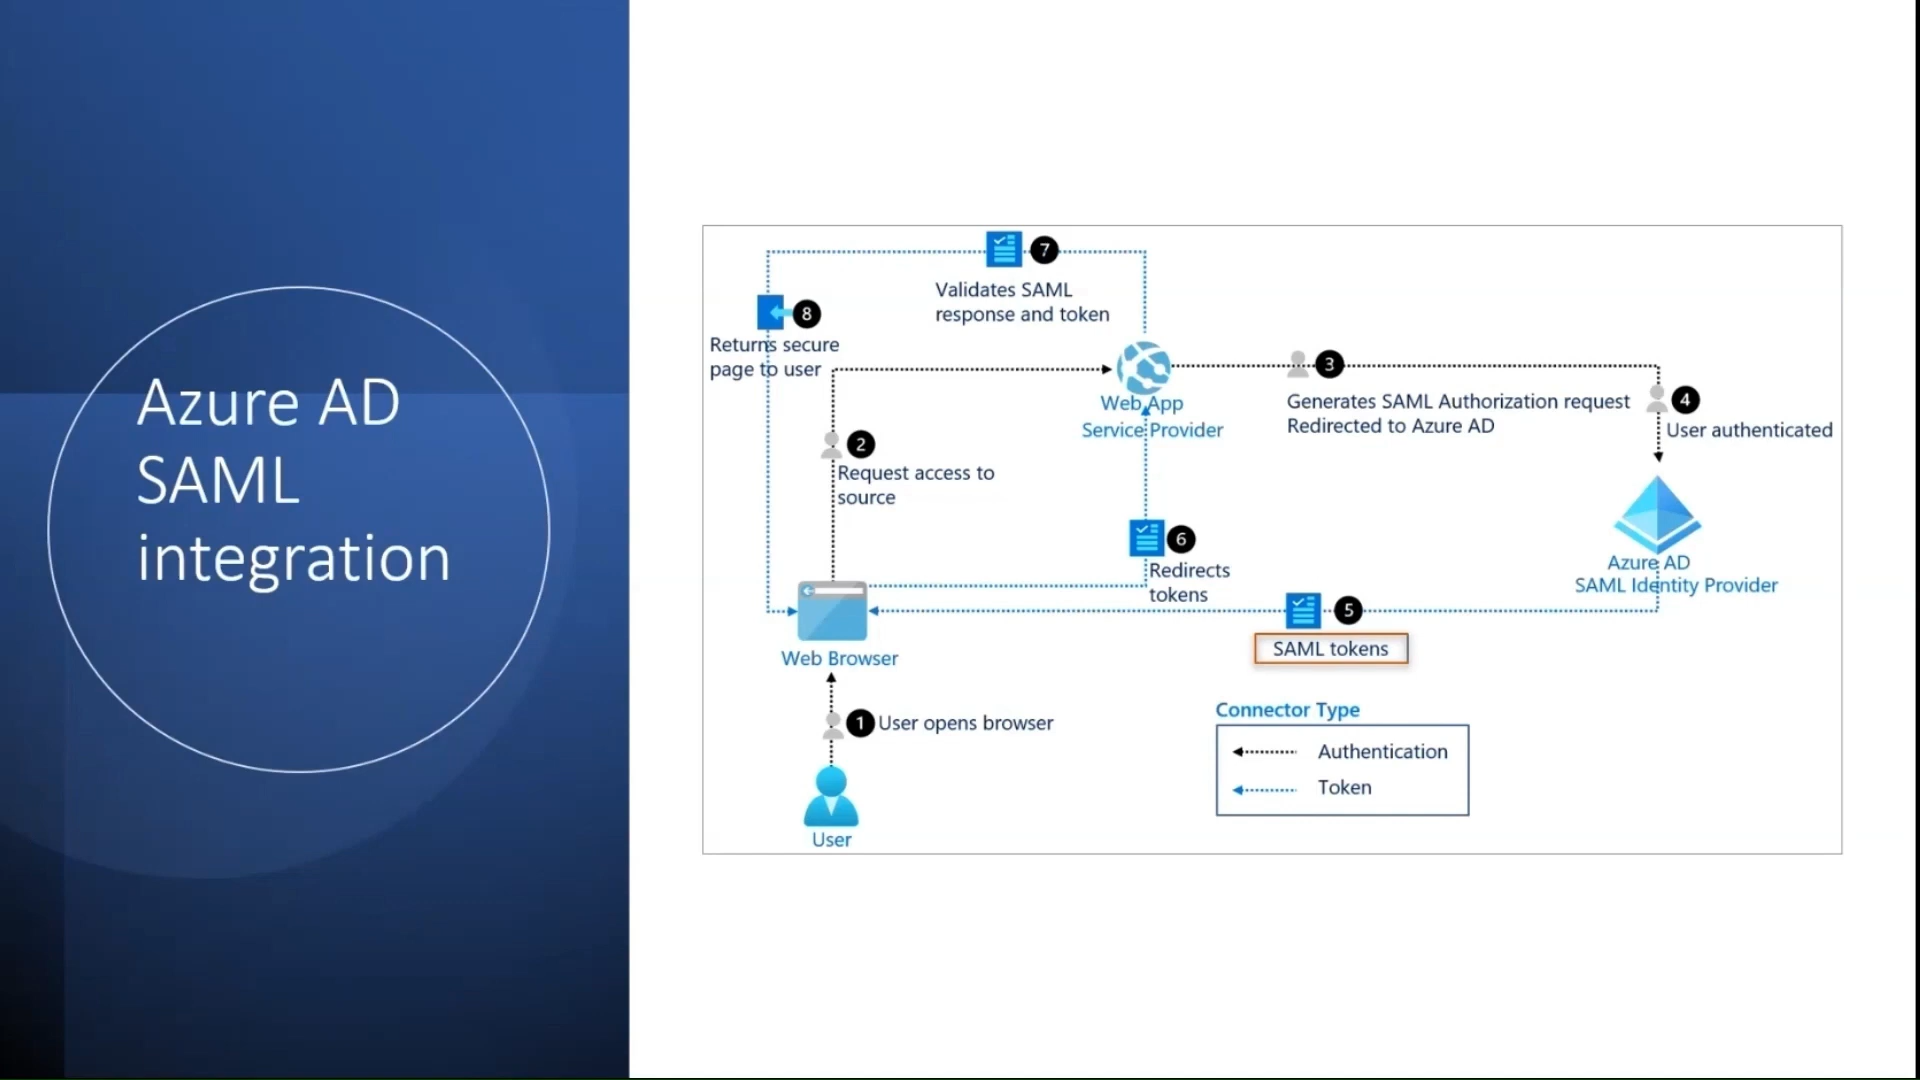 Azure AD
SAML
integration
7
Validates SAML
response and token
8
Returns secure
page to user
Web App
Service Provider
3
Generates SAML Authorization request
Redirected to Azure AD
4
User authenticated
2
Request access to
source
6
Redirects
tokens
Azure AD
SAML Identity Provider
5
SAML tokens
Web Browser
1
User opens browser
User
Connector Type
Authentication
Token